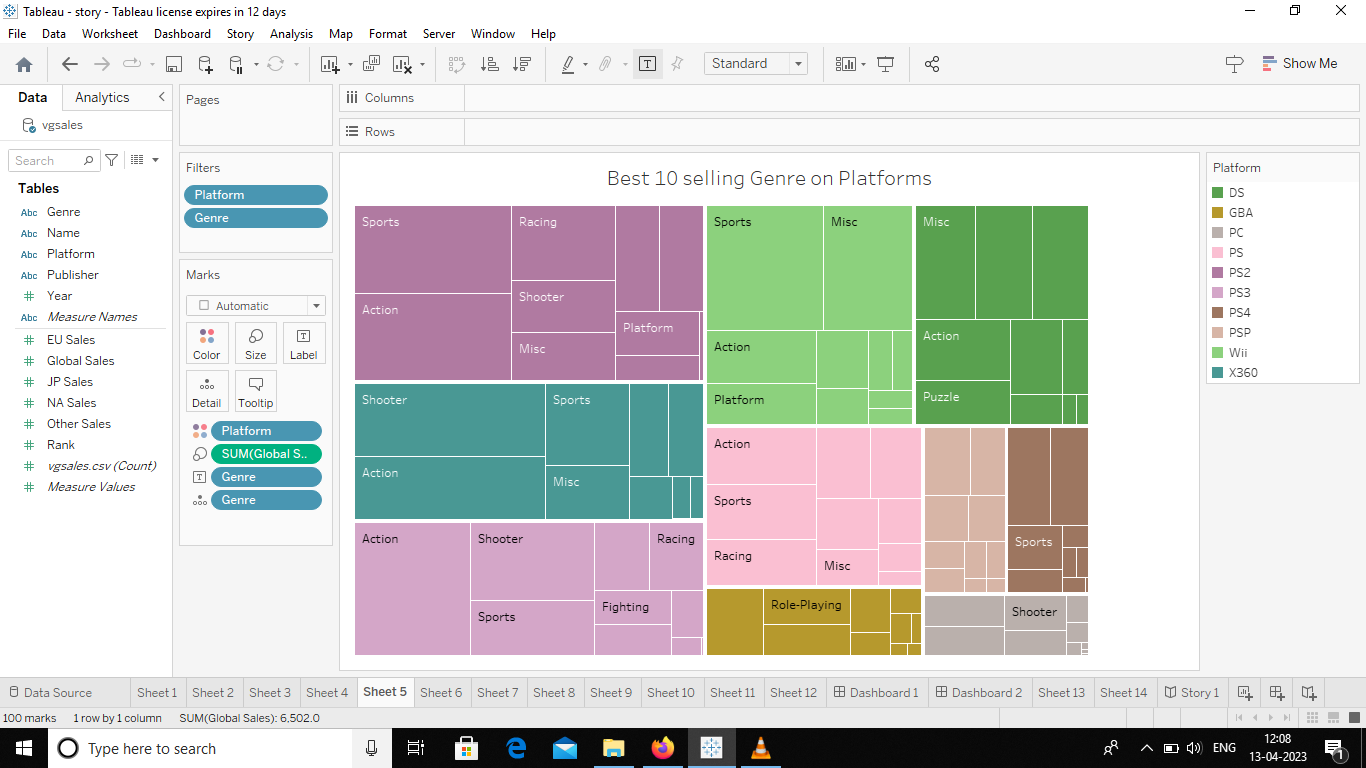 Tableau - story - Tableau license expires in 12 days
File Data Worksheet Dashboard Story Analysis Map Format Server Window Help
Standard
Show Me
Data Analytics
vgsales
Search
Tables
Abc Genre
Abc Name
Abc Platform
Abc Publisher
# Year
Abc Measure Names
# EU Sales
# Global Sales
# JP Sales
# NA Sales
# Other Sales
# Rank
# vgsales.csv (Count)
# Measure Values
Pages
Filters
Platform
Genre
Marks
Automatic
Color Size Label
Detail Tooltip
Platform
SUM(Global S..
Genre
Genre
Columns
Rows
Best 10 selling Genre on Platforms
Sports
Racing
Action
Shooter
Misc
Platform
Shooter
Sports
Action
Misc
Action
Shooter
Racing
Sports
Fighting
Sports
Misc
Action
Platform
Misc
Action
Puzzle
Action
Sports
Racing
Misc
Role-Playing
Sports
Shooter
Platform
DS
GBA
PC
PS
PS2
PS3
PS4
PSP
Wii
X360
Data Source Sheet 1 Sheet 2 Sheet 3 Sheet 4 Sheet 5 Sheet 6 Sheet 7 Sheet 8 Sheet 9 Sheet 10 Sheet 11 Sheet 12 Dashboard 1 Dashboard 2 Sheet 13 Sheet 14 Story 1
100 marks 1 row by 1 column SUM(Global Sales): 6,502.0
Type here to search
ENG
12:08
13-04-2023
1